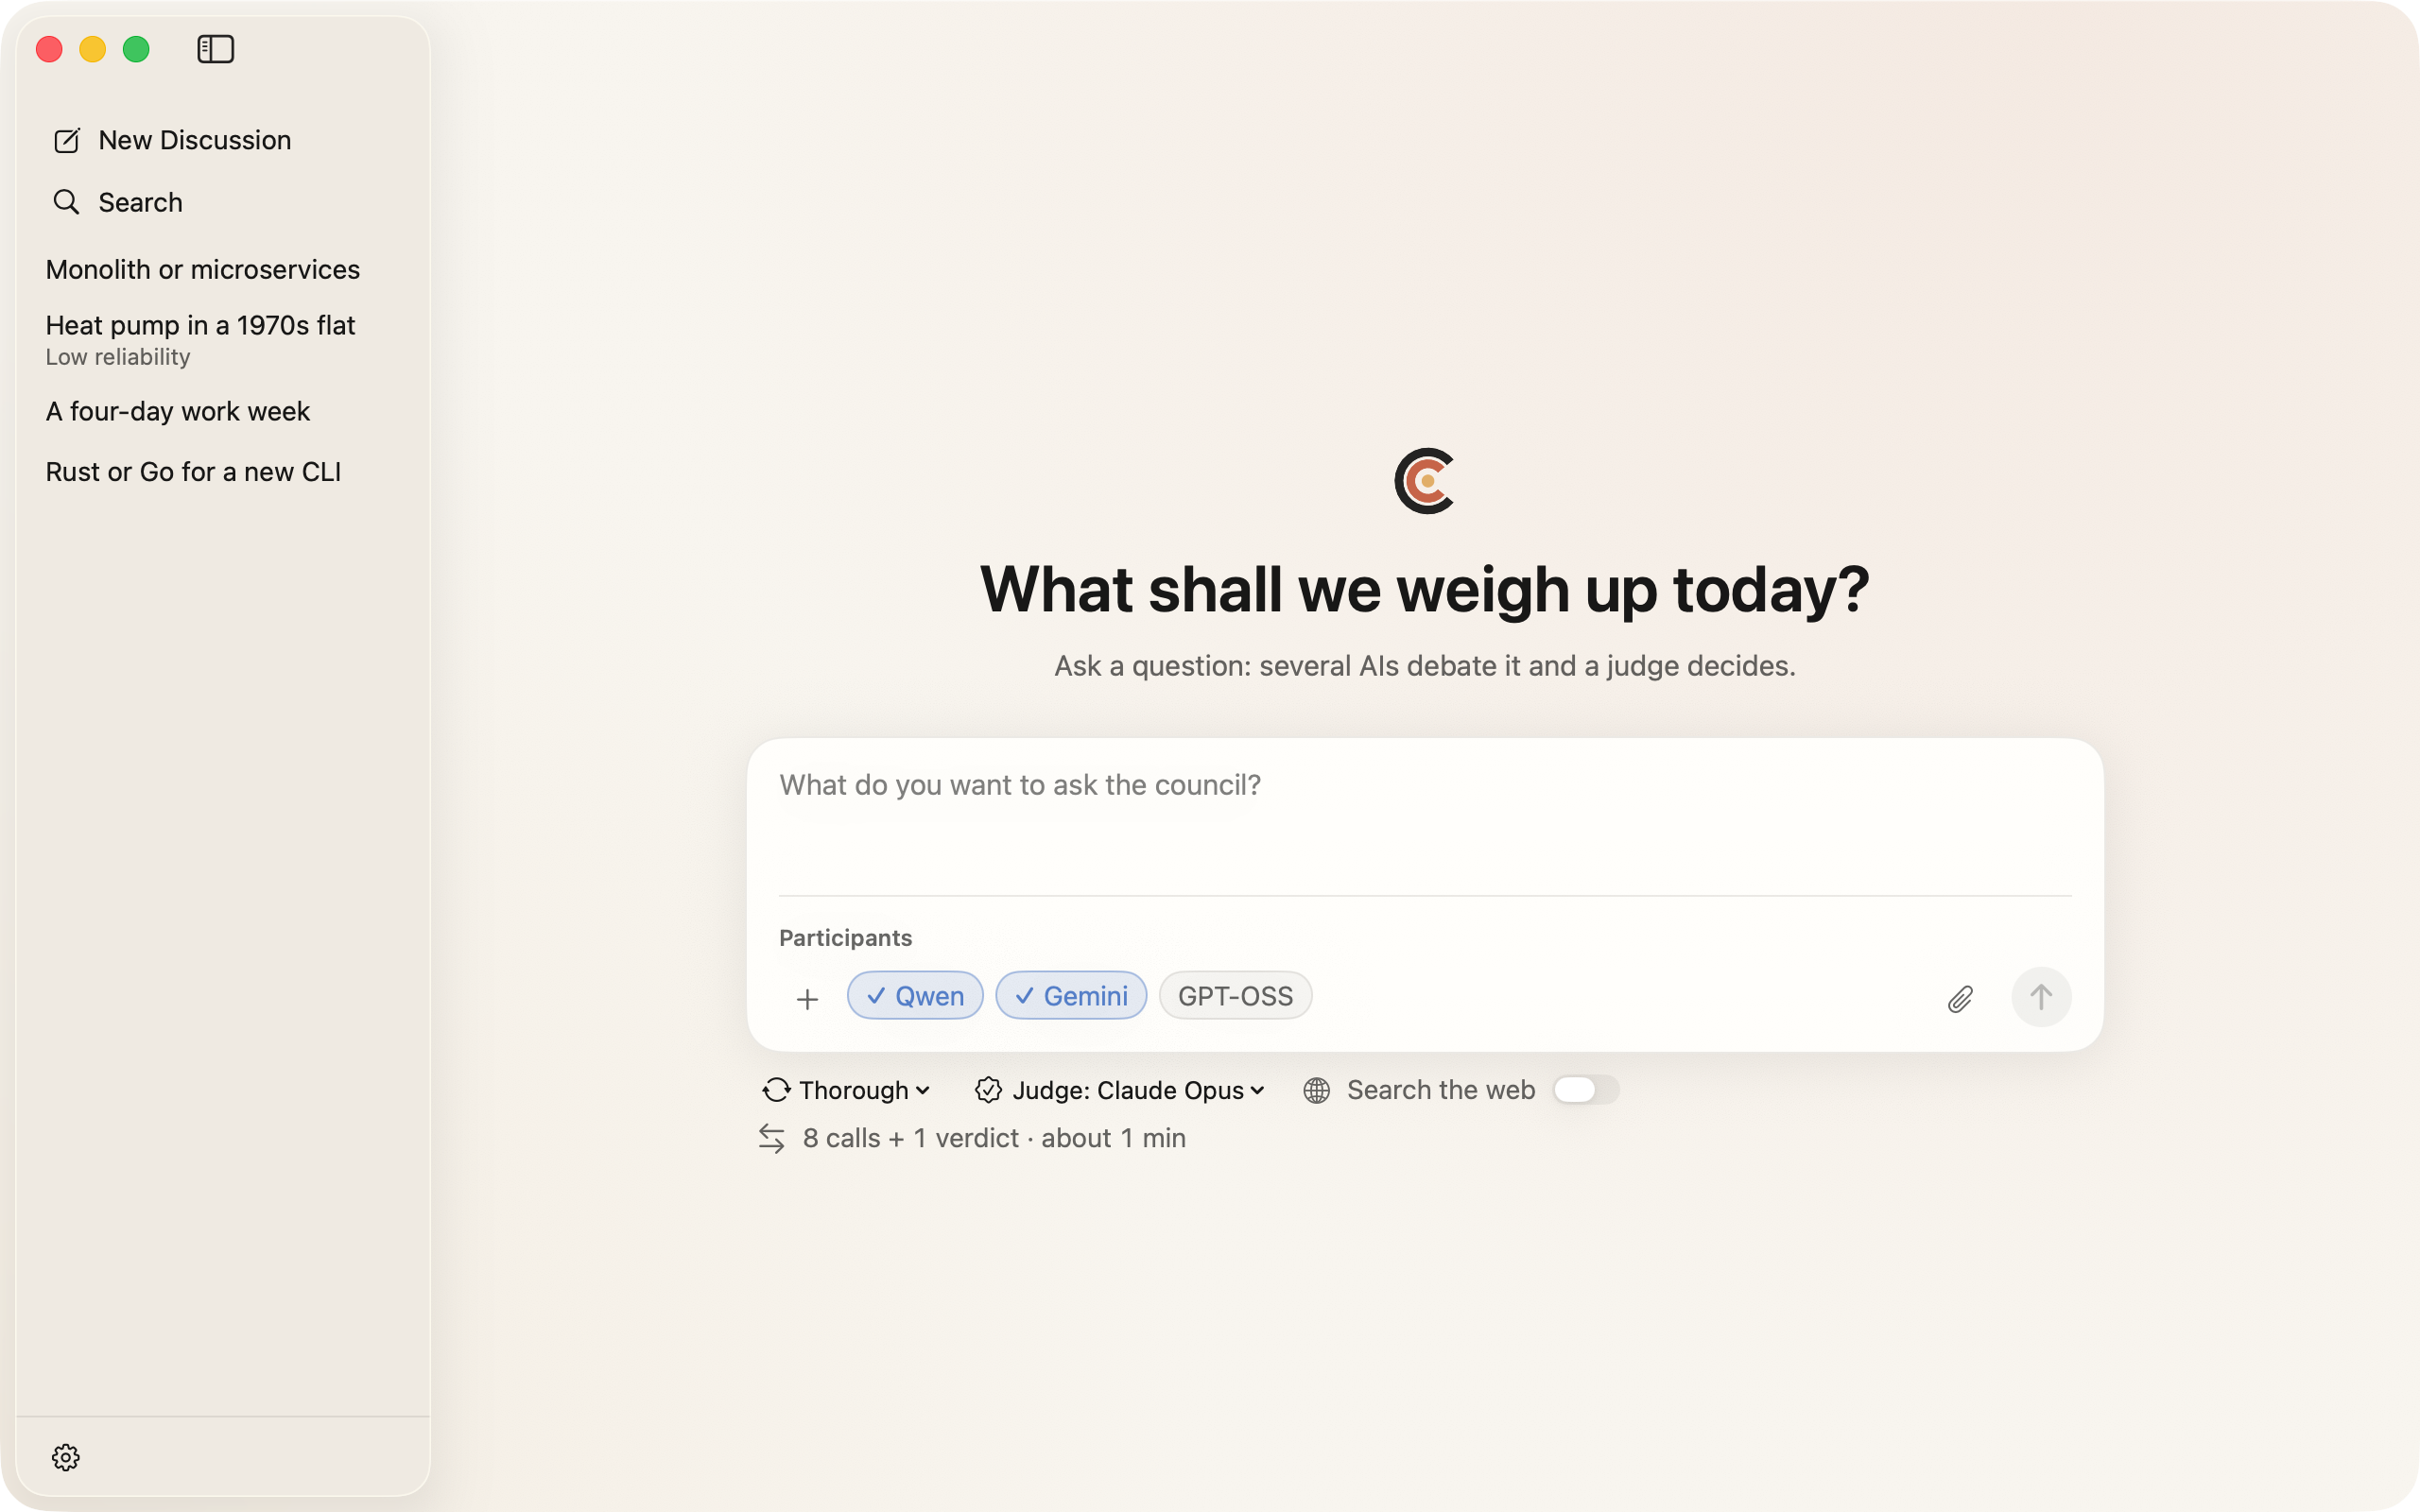 New Discussion
Search
Monolith or microservices
Heat pump in a 1970s flat
Low reliability
A four-day work week
Rust or Go for a new CLI
What shall we weigh up today?
Ask a question: several AIs debate it and a judge decides.
What do you want to ask the council?
Participants
Qwen Gemini GPT-OSS
Thorough Judge: Claude Opus Search the web
8 calls + 1 verdict · about 1 min